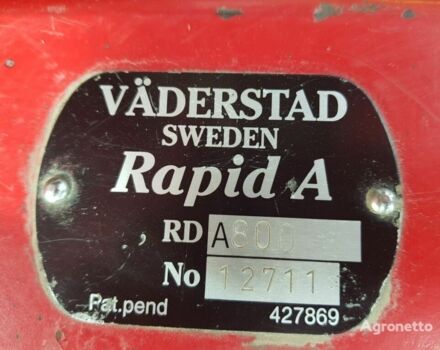 VÄDERSTAD
SWEDEN
Rapid A
RD A800 S
No 12711
Pat.pend 427869
Agronetto